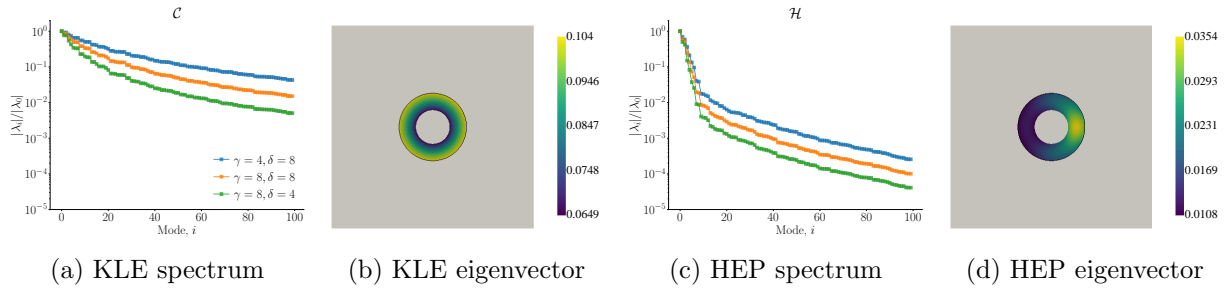 𝒞
10⁰
10⁻¹
10⁻²
10⁻³
10⁻⁴
10⁻⁵
|λᵢ|/|λ₀|
γ = 4, δ = 8
γ = 8, δ = 8
γ = 8, δ = 4
0 20 40 60 80 100
Mode, i
0.104
0.0946
0.0847
0.0748
0.0649
ℋ
10⁰
10⁻¹
10⁻²
10⁻³
10⁻⁴
10⁻⁵
|λᵢ|/|λ₀|
0 20 40 60 80 100
Mode, i
0.0354
0.0293
0.0231
0.0169
0.0108
(a) KLE spectrum
(b) KLE eigenvector
(c) HEP spectrum
(d) HEP eigenvector